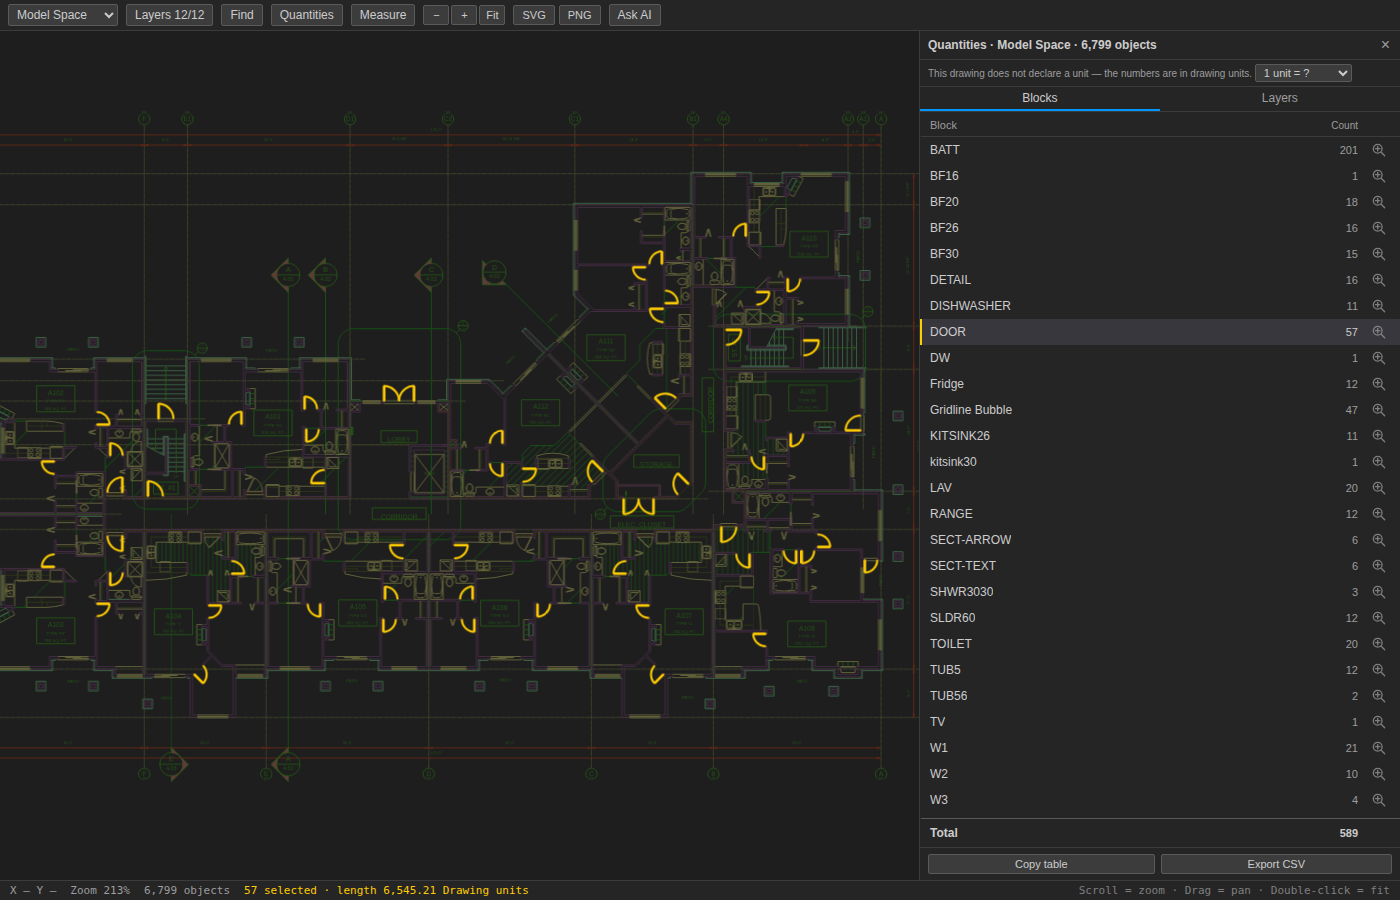 Model Space
Layers 12/12
Find
Quantities
Measure
−
+
Fit
SVG
PNG
Ask AI
Quantities · Model Space · 6,799 objects
×
This drawing does not declare a unit — the numbers are in drawing units.
1 unit = ?
Blocks
Layers
Block Count
BATT 201
BF16 1
BF20 18
BF26 16
BF30 15
DETAIL 16
DISHWASHER 11
DOOR 57
DW 1
Fridge 12
Gridline Bubble 47
KITSINK26 11
kitsink30 1
LAV 20
RANGE 12
SECT-ARROW 6
SECT-TEXT 6
SHWR3030 3
SLDR60 12
TOILET 20
TUB5 12
TUB56 2
TV 1
W1 21
W2 10
W3 4
Total 589
Copy table
Export CSV
LOBBY
CORRIDOR
STORAGE
ELEC. CLOSET
X — Y — Zoom 213% 6,799 objects 57 selected · length 6,545.21 Drawing units
Scroll = zoom · Drag = pan · Double-click = fit